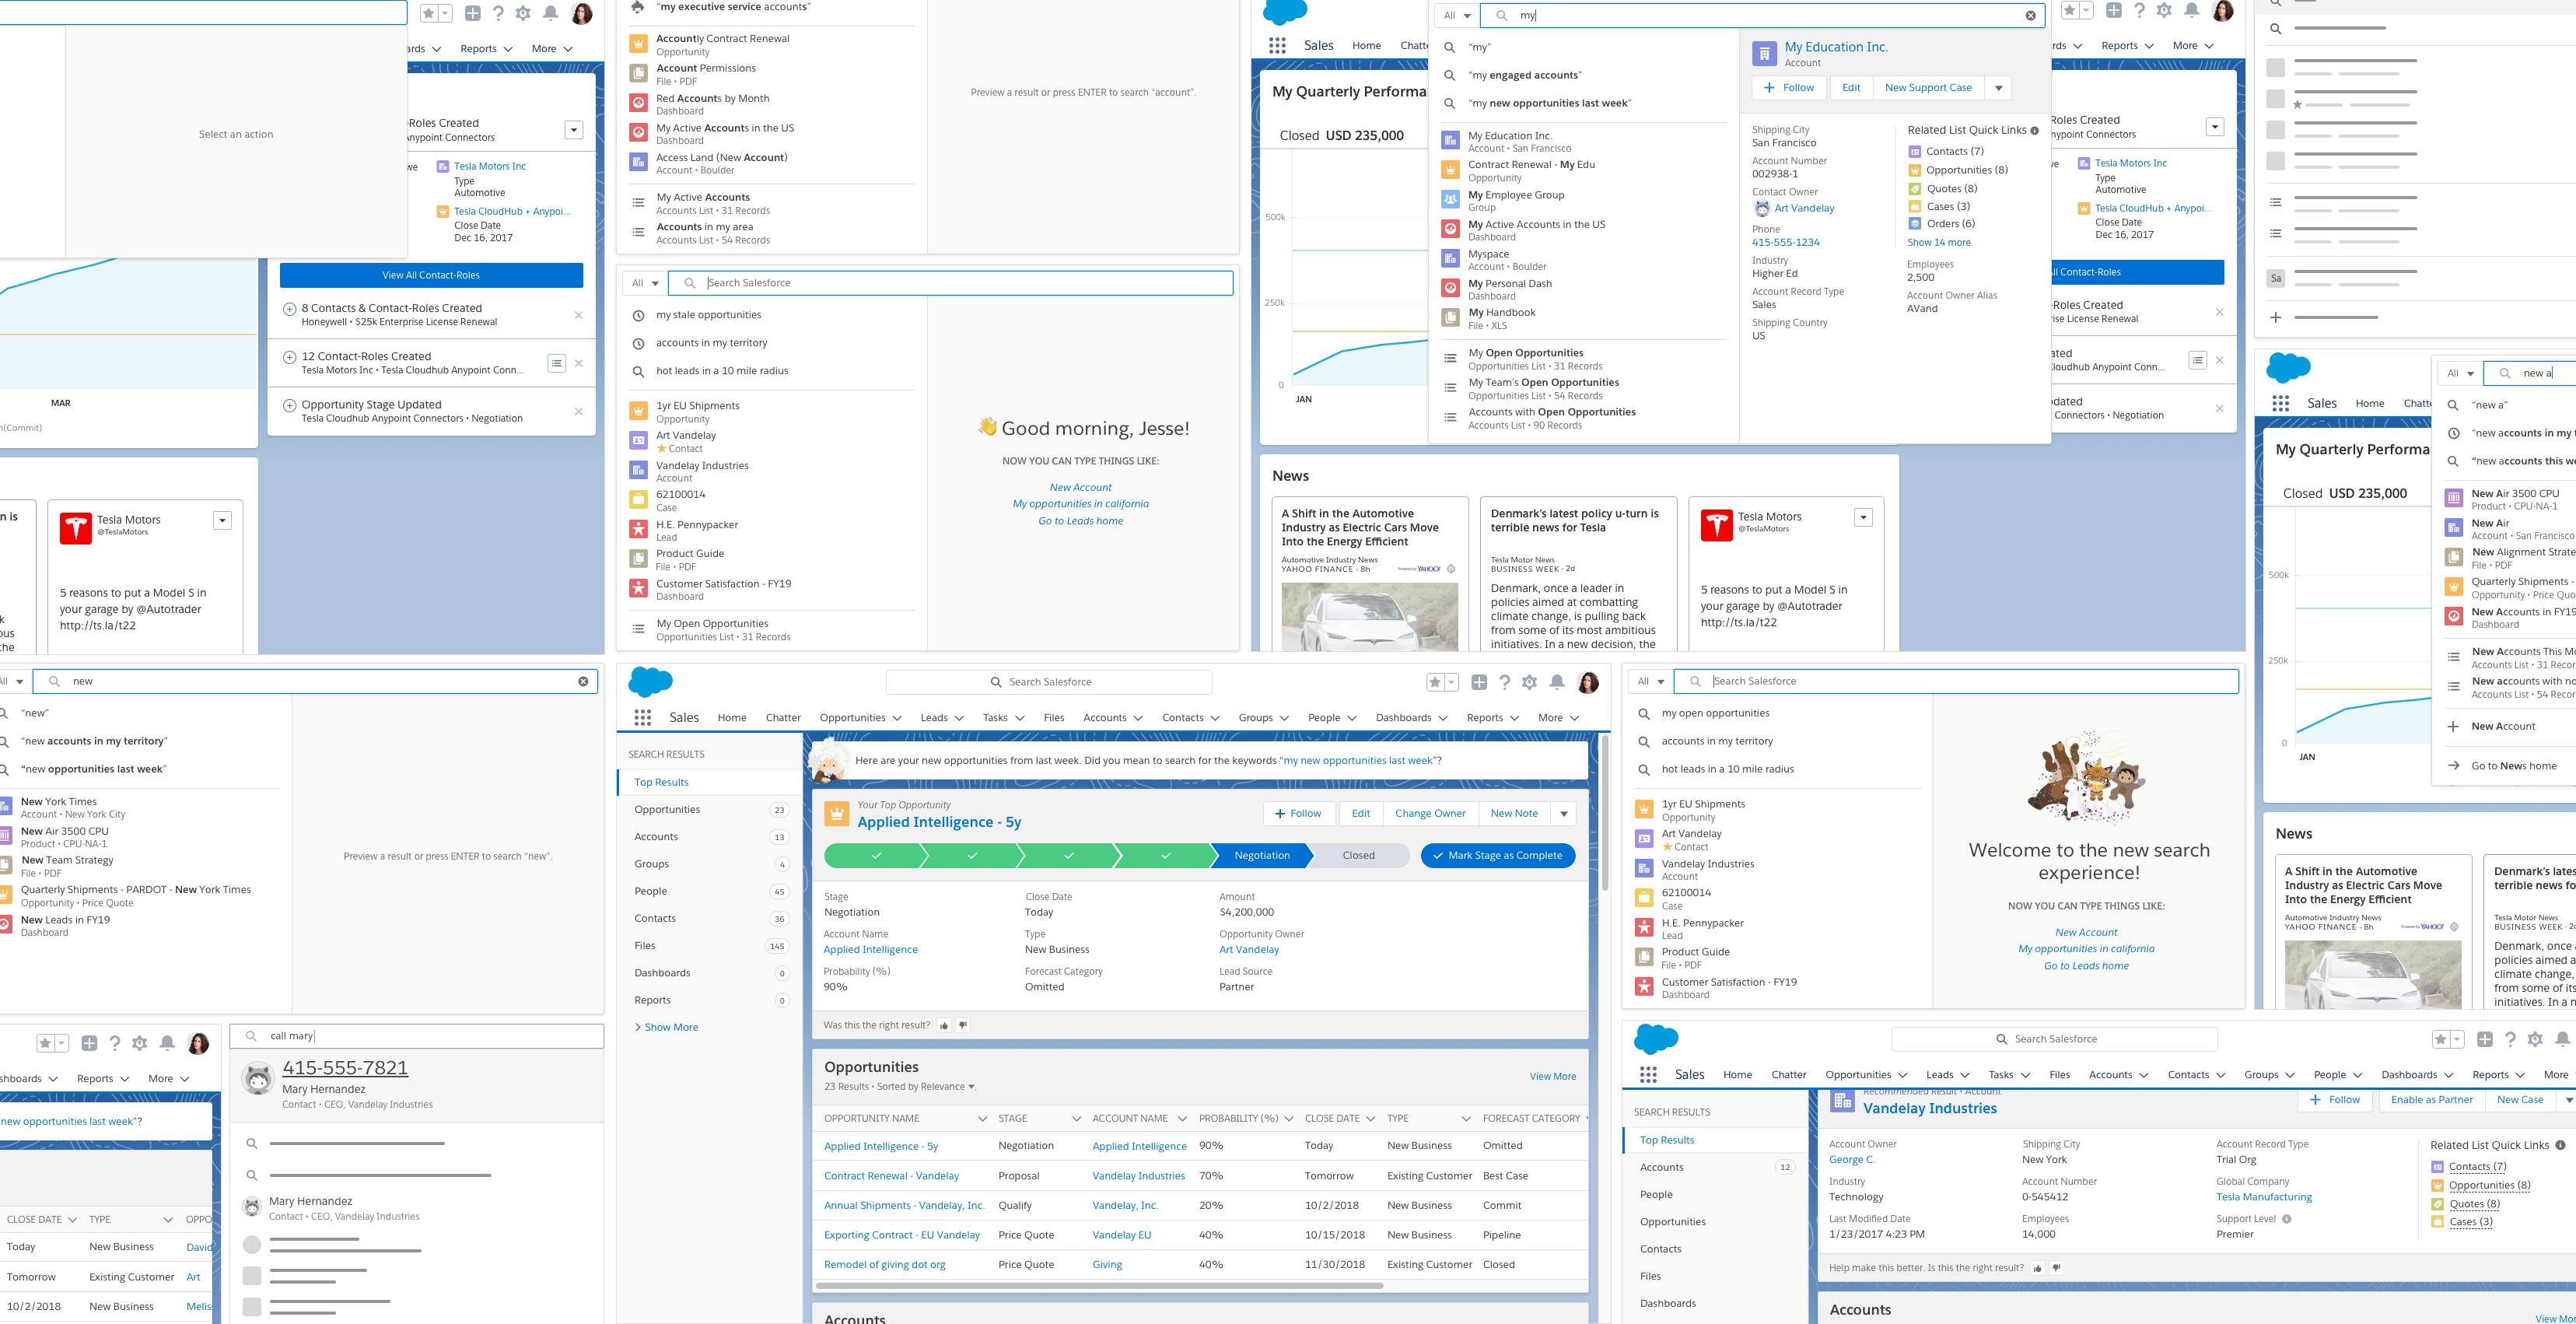 ards
Reports
More
Select an action
-Roles Created
Anypoint Connectors
we
Tesla Motors Inc
Type
Automotive
Tesla CloudHub + Anypoi...
Close Date
Dec 16, 2017
View All Contact-Roles
8 Contacts & Contact-Roles Created
Honeywell • $25k Enterprise License Renewal
12 Contact-Roles Created
Tesla Motors Inc • Tesla Cloudhub Anypoint Conn...
Opportunity Stage Updated
Tesla Cloudhub Anypoint Connectors • Negotiation
MAR
(Commit)
n is
k
ous
the
Tesla Motors
@TeslaMotors
5 reasons to put a Model S in
your garage by @Autotrader
http://ts.la/t22
“my executive service accounts”
Accountly Contract Renewal
Opportunity
Account Permissions
File • PDF
Red Accounts by Month
Dashboard
My Active Accounts in the US
Dashboard
Access Land (New Account)
Account • Boulder
My Active Accounts
Accounts List • 31 Records
Accounts in my area
Accounts List • 54 Records
Preview a result or press ENTER to search “account”.
All
Search Salesforce
my stale opportunities
accounts in my territory
hot leads in a 10 mile radius
1yr EU Shipments
Opportunity
Art Vandelay
Contact
Vandelay Industries
Account
62100014
Case
H.E. Pennypacker
Lead
Product Guide
File • PDF
Customer Satisfaction - FY19
Dashboard
My Open Opportunities
Opportunities List • 31 Records
Good morning, Jesse!
NOW YOU CAN TYPE THINGS LIKE:
New Account
My opportunities in california
Go to Leads home
Sales
Home
Chatt
All
my
rds
Reports
More
My Quarterly Performa
Closed USD 235,000
500k
250k
0
JAN
“my”
“my engaged accounts”
“my new opportunities last week”
My Education Inc.
Account • San Francisco
Contract Renewal - My Edu
Opportunity
My Employee Group
Group
My Active Accounts in the US
Dashboard
Myspace
Account • Boulder
My Personal Dash
Dashboard
My Handbook
File • XLS
My Open Opportunities
Opportunities List • 31 Records
My Team’s Open Opportunities
Opportunities List • 54 Records
Accounts with Open Opportunities
Accounts List • 90 Records
My Education Inc.
Account
Follow
Edit
New Support Case
Shipping City
San Francisco
Account Number
002938-1
Contact Owner
Art Vandelay
Phone
415-555-1234
Industry
Higher Ed
Account Record Type
Sales
Shipping Country
US
Related List Quick Links
Contacts (7)
Opportunities (8)
Quotes (8)
Cases (3)
Orders (6)
Show 14 more
Employees
2,500
Account Owner Alias
AVand
Roles Created
nypoint Connectors
ve
Tesla Motors Inc
Type
Automotive
Tesla CloudHub + Anypoi...
Close Date
Dec 16, 2017
ll Contact-Roles
-Roles Created
ise License Renewal
ated
loudhub Anypoint Conn...
pdated
Connectors • Negotiation
News
A Shift in the Automotive
Industry as Electric Cars Move
Into the Energy Efficient
Automotive Industry News
YAHOO FINANCE - 8h
YAHOO!
Denmark’s latest policy u-turn is
terrible news for Tesla
Tesla Motor News
BUSINESS WEEK - 2d
Denmark, once a leader in
policies aimed at combatting
climate change, is pulling back
from some of its most ambitious
initiatives. In a new decision, the
Tesla Motors
@TeslaMotors
5 reasons to put a Model S in
your garage by @Autotrader
http://ts.la/t22
Sa
Sales
Home
Chatt
All
new a
My Quarterly Performa
Closed USD 235,000
500k
250k
0
JAN
“new a”
“new accounts in my t
“new accounts this we
New Air 3500 CPU
Product • CPU-NA-1
New Air
Account • San Francisco
New Alignment Strate
File • PDF
Quarterly Shipments -
Opportunity • Price Quo
New Accounts in FY19
Dashboard
New Accounts This Mo
Accounts List • 31 Recor
New accounts with no
Accounts List • 54 Recor
New Account
Go to News home
News
A Shift in the Automotive
Industry as Electric Cars Move
Into the Energy Efficient
Automotive Industry News
YAHOO FINANCE - 8h
YAHOO!
Denmark’s lates
terrible news fo
Tesla Motor News
BUSINESS WEEK - 2d
Denmark, once a
policies aimed a
climate change,
from some of its
initiatives. In a n
All
new
“new”
“new accounts in my territory”
“new opportunities last week”
New York Times
Account • New York City
New Air 3500 CPU
Product • CPU-NA-1
New Team Strategy
File • PDF
Quarterly Shipments - PARDOT - New York Times
Opportunity • Price Quote
New Leads in FY19
Dashboard
Preview a result or press ENTER to search “new”.
shboards
Reports
More
new opportunities last week”?
CLOSE DATE
TYPE
OPPO
Today
New Business
David
Tomorrow
Existing Customer
Art
10/2/2018
New Business
Melis
call mary
415-555-7821
Mary Hernandez
Contact • CEO, Vandelay Industries
Mary Hernandez
Contact • CEO, Vandelay Industries
Search Salesforce
Sales
Home
Chatter
Opportunities
Leads
Tasks
Files
Accounts
Contacts
Groups
People
Dashboards
Reports
More
SEARCH RESULTS
Top Results
Opportunities 23
Accounts 13
Groups 4
People 45
Contacts 36
Files 145
Dashboards 0
Reports 0
Show More
Here are your new opportunities from last week. Did you mean to search for the keywords “my new opportunities last week”?
Your Top Opportunity
Applied Intelligence - 5y
Follow
Edit
Change Owner
New Note
Negotiation
Closed
Mark Stage as Complete
Stage
Close Date
Amount
Negotiation
Today
$4,200,000
Account Name
Type
Opportunity Owner
Applied Intelligence
New Business
Art Vandelay
Probability (%)
Forecast Category
Lead Source
90%
Omitted
Partner
Was this the right result?
Opportunities
23 Results • Sorted by Relevance
View More
OPPORTUNITY NAME
STAGE
ACCOUNT NAME
PROBABILITY (%)
CLOSE DATE
TYPE
FORECAST CATEGORY
Applied Intelligence - 5y
Negotiation
Applied Intelligence
90%
Today
New Business
Omitted
Contract Renewal - Vandelay
Proposal
Vandelay Industries
70%
Tomorrow
Existing Customer
Best Case
Annual Shipments - Vandelay, Inc.
Qualify
Vandelay, Inc.
20%
10/2/2018
New Business
Commit
Exporting Contract - EU Vandelay
Price Quote
Vandelay EU
40%
10/15/2018
New Business
Pipeline
Remodel of giving dot org
Price Quote
Giving
40%
11/30/2018
Existing Customer
Closed
Accounts
All
Search Salesforce
my open opportunities
accounts in my territory
hot leads in a 10 mile radius
1yr EU Shipments
Opportunity
Art Vandelay
Contact
Vandelay Industries
Account
62100014
Case
H.E. Pennypacker
Lead
Product Guide
File • PDF
Customer Satisfaction - FY19
Dashboard
Welcome to the new search
experience!
NOW YOU CAN TYPE THINGS LIKE:
New Account
My opportunities in california
Go to Leads home
Search Salesforce
Sales
Home
Chatter
Opportunities
Leads
Tasks
Files
Accounts
Contacts
Groups
People
Dashboards
Reports
More
SEARCH RESULTS
Top Results
Accounts 12
People
Opportunities
Contacts
Files
Dashboards
Recommended Result • Account
Vandelay Industries
Follow
Enable as Partner
New Case
Account Owner
Shipping City
Account Record Type
George C.
New York
Trial Org
Industry
Account Number
Global Company
Technology
0-545412
Tesla Manufacturing
Last Modified Date
Employees
Support Level
1/23/2017 4:23 PM
14,000
Premier
Related List Quick Links
Contacts (7)
Opportunities (8)
Quotes (8)
Cases (3)
Help make this better. Is this the right result?
Accounts
View Mor